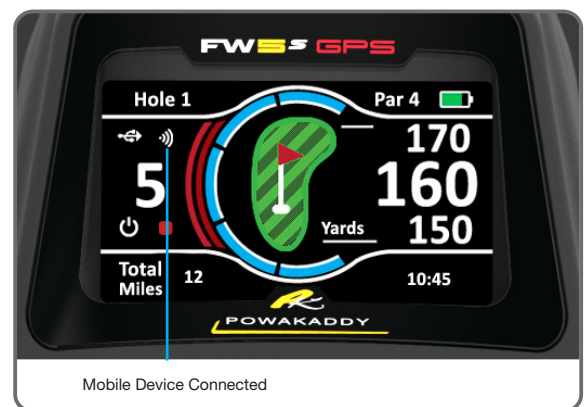 FW5s GPS
Hole 1
Par 4
170
5
160
Yards
150
Total
Miles
12
10:45
POWAKADDY
Mobile Device Connected